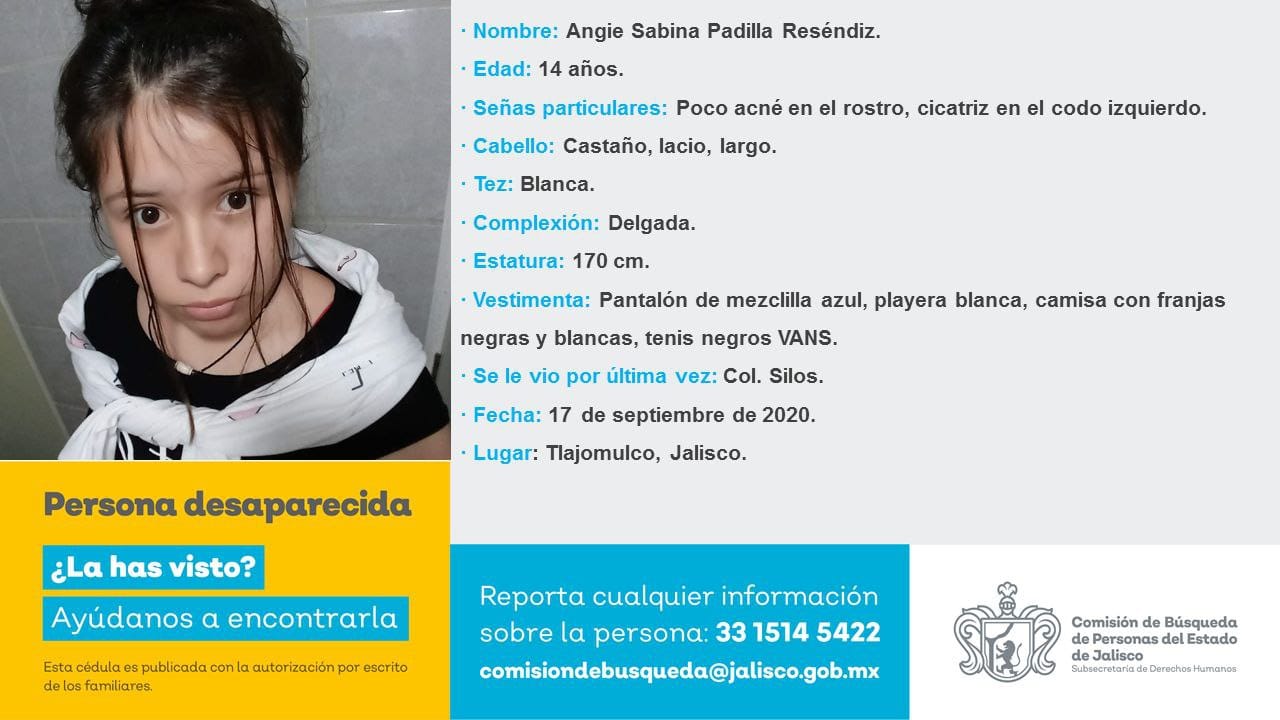 · Nombre: Angie Sabina Padilla Reséndiz.
· Edad: 14 años.
· Señas particulares: Poco acné en el rostro, cicatriz en el codo izquierdo.
· Cabello: Castaño, lacio, largo.
· Tez: Blanca.
· Complexión: Delgada.
· Estatura: 170 cm.
· Vestimenta: Pantalón de mezclilla azul, playera blanca, camisa con franjas
negras y blancas, tenis negros VANS.
· Se le vio por última vez: Col. Silos.
· Fecha: 17 de septiembre de 2020.
· Lugar: Tlajomulco, Jalisco.
Persona desaparecida
¿La has visto?
Ayúdanos a encontrarla
Esta cédula es publicada con la autorización por escrito
de los familiares.
Reporta cualquier información
sobre la persona: 33 1514 5422
comisiondebusqueda@jalisco.gob.mx
Comisión de Búsqueda
de Personas del Estado
de Jalisco
Subsecretaría de Derechos Humanos